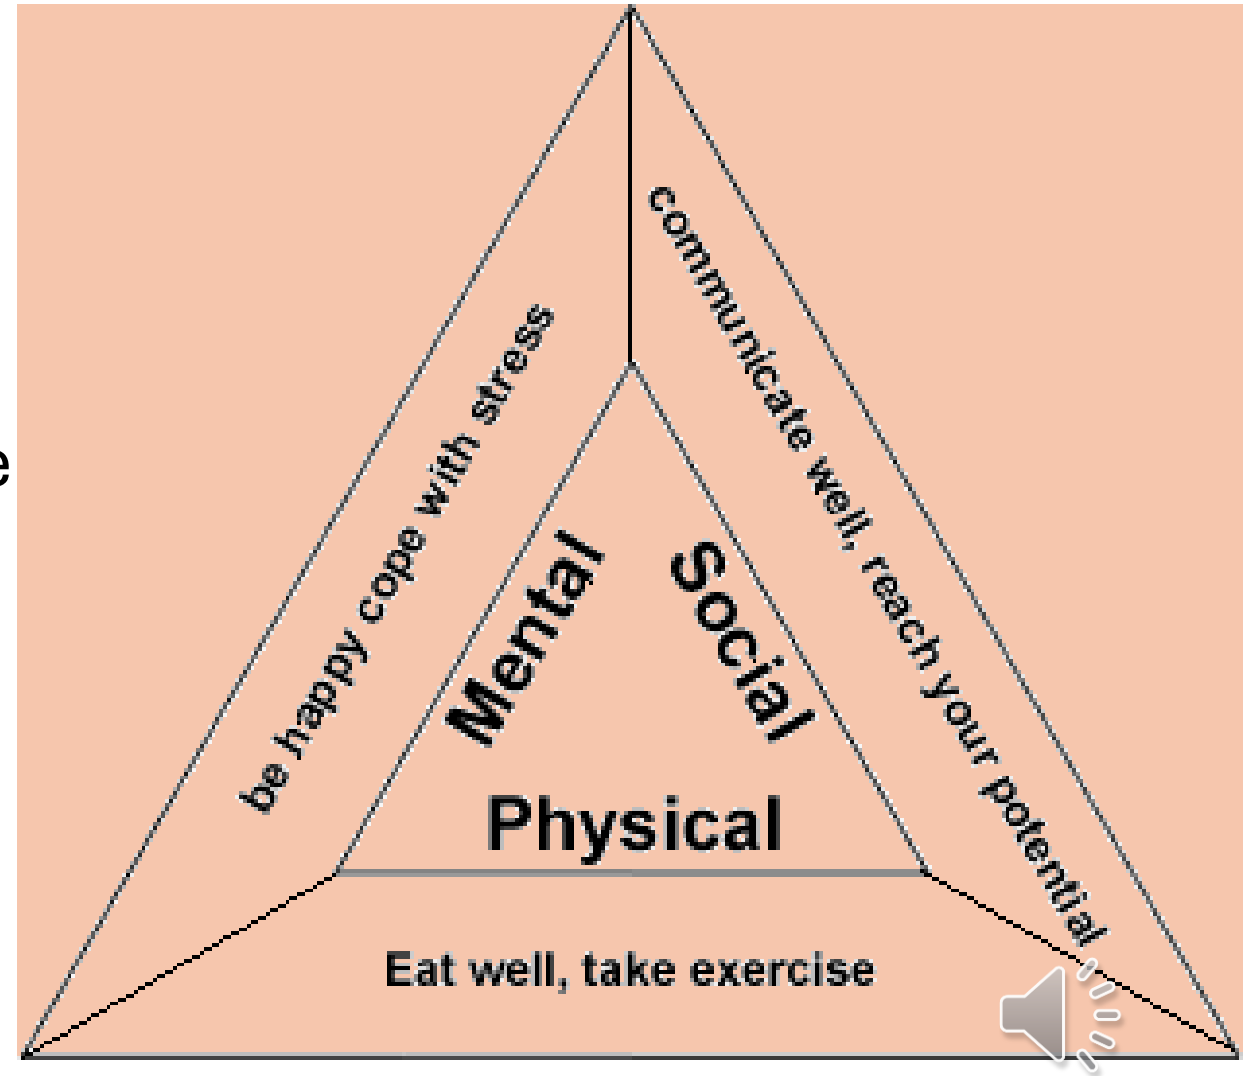 e
be happy cope with stress
communicate well, reach your potential
Mental
Social
Physical
Eat well, take exercise